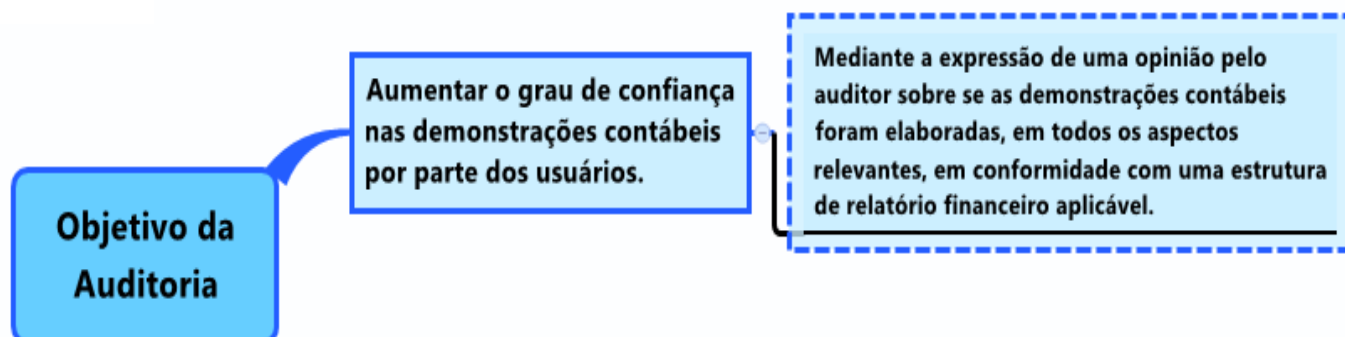 Objetivo da
Auditoria
Aumentar o grau de confiança
nas demonstrações contábeis
por parte dos usuários.
Mediante a expressão de uma opinião pelo
auditor sobre se as demonstrações contábeis
foram elaboradas, em todos os aspectos
relevantes, em conformidade com uma estrutura
de relatório financeiro aplicável.